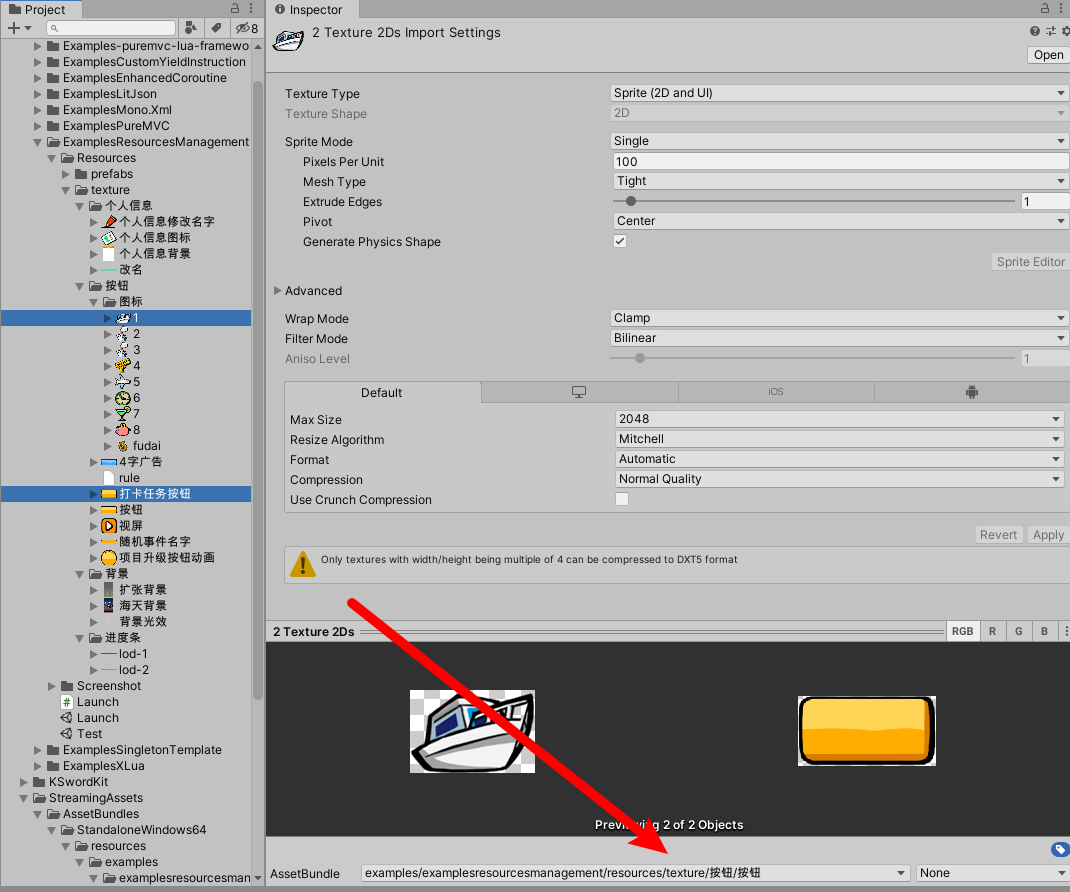 Project
8
Examples-puremvc-lua-framewo
ExamplesCustomYieldInstruction
ExamplesEnhancedCoroutine
ExamplesLitJson
ExamplesMono.Xml
ExamplesPureMVC
ExamplesResourcesManagement
Resources
prefabs
texture
个人信息
个人信息修改名字
个人信息图标
个人信息背景
改名
按钮
图标
1
2
3
4
5
6
7
8
fudai
4字广告
rule
打卡任务按钮
按钮
视屏
随机事件名字
项目升级按钮动画
背景
扩张背景
海天背景
背景光效
进度条
lod-1
lod-2
Screenshot
Launch
Launch
Test
ExamplesSingletonTemplate
ExamplesXLua
KSwordKit
StreamingAssets
AssetBundles
StandaloneWindows64
resources
examples
examplesresourcesman
Inspector
2 Texture 2Ds Import Settings
Open
Texture Type Sprite (2D and UI)
Texture Shape 2D
Sprite Mode Single
Pixels Per Unit 100
Mesh Type Tight
Extrude Edges 1
Pivot Center
Generate Physics Shape
Sprite Editor
Advanced
Wrap Mode Clamp
Filter Mode Bilinear
Aniso Level 1
Default iOS
Max Size 2048
Resize Algorithm Mitchell
Format Automatic
Compression Normal Quality
Use Crunch Compression
Revert Apply
Only textures with width/height being multiple of 4 can be compressed to DXT5 format
2 Texture 2Ds RGB R G B
Previewing 2 of 2 Objects
AssetBundle examples/examplesresourcesmanagement/resources/texture/按钮/按钮 None